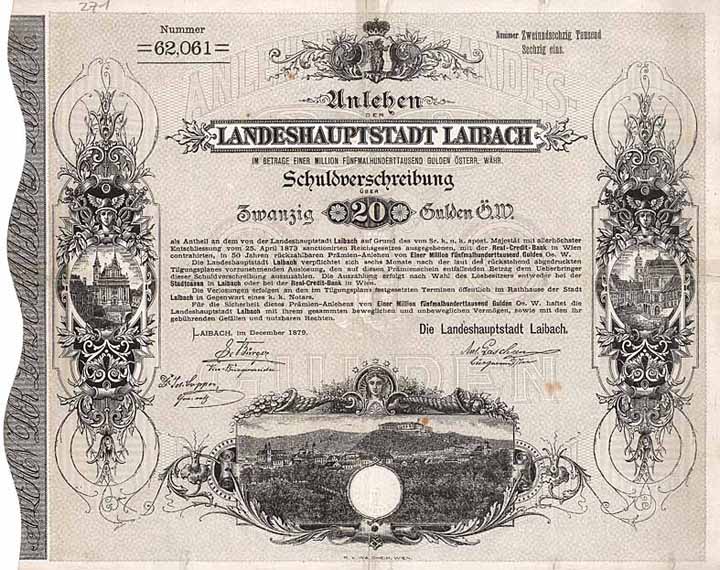 271
Nummer
=62,061=
Nummer Zweiundsechzig Tausend
Sechzig eins.
Anlehen
DER
LANDESHAUPTSTADT LAIBACH
IM BETRAGE EINER MILLION FÜNFMALHUNDERTTAUSEND GULDEN ÖSTERR. WÄHR.
Schuldverschreibung
ÜBER
Zwanzig 20 Gulden Ö.W.
als Antheil an dem von der Landeshauptstadt Laibach auf Grund des von Sr. k. u. k. apost. Majestät mit allerhöchster
Entschliessung vom 25. April 1873 sanctionirten Reichsgesetzes ausgegebenen, mit der Real-Credit-Bank in Wien
contrahirten, in 50 Jahren rückzahlbaren Prämien-Anlehen von Einer Million fünfmalhunderttausend Gulden Oe. W.
Die Landeshauptstadt Laibach verpflichtet sich sechs Monate nach der laut des rückstehend abgedruckten
Tilgungsplanes vorzunehmenden Auslosung, den auf diesen Prämienschein entfallenden Betrag dem Ueberbringer
dieser Schuldverschreibung auszuzahlen. Die Auszahlung erfolgt nach Wahl des Losbesitzers entweder bei der
Stadtcassa in Laibach oder bei der Real-Credit-Bank in Wien.
Die Verlosungen erfolgen an den im Tilgungsplane festgesetzten Terminen öffentlich im Rathhause der Stadt
Laibach in Gegenwart eines k. k. Notars.
Für die Sicherheit dieses Prämien-Anlehens von Einer Million fünfmalhunderttausend Gulden Oe. W. haftet die
Landeshauptstadt Laibach mit ihrem gesammten beweglichen und unbeweglichen Vermögen, sowie mit den ihr
gebührenden Gefällen und nutzbaren Rechten.
LAIBACH, im December 1879.
Die Landeshauptstadt Laibach.
Vice-Bürgermeister
Bürgermeister
Gemeinderath